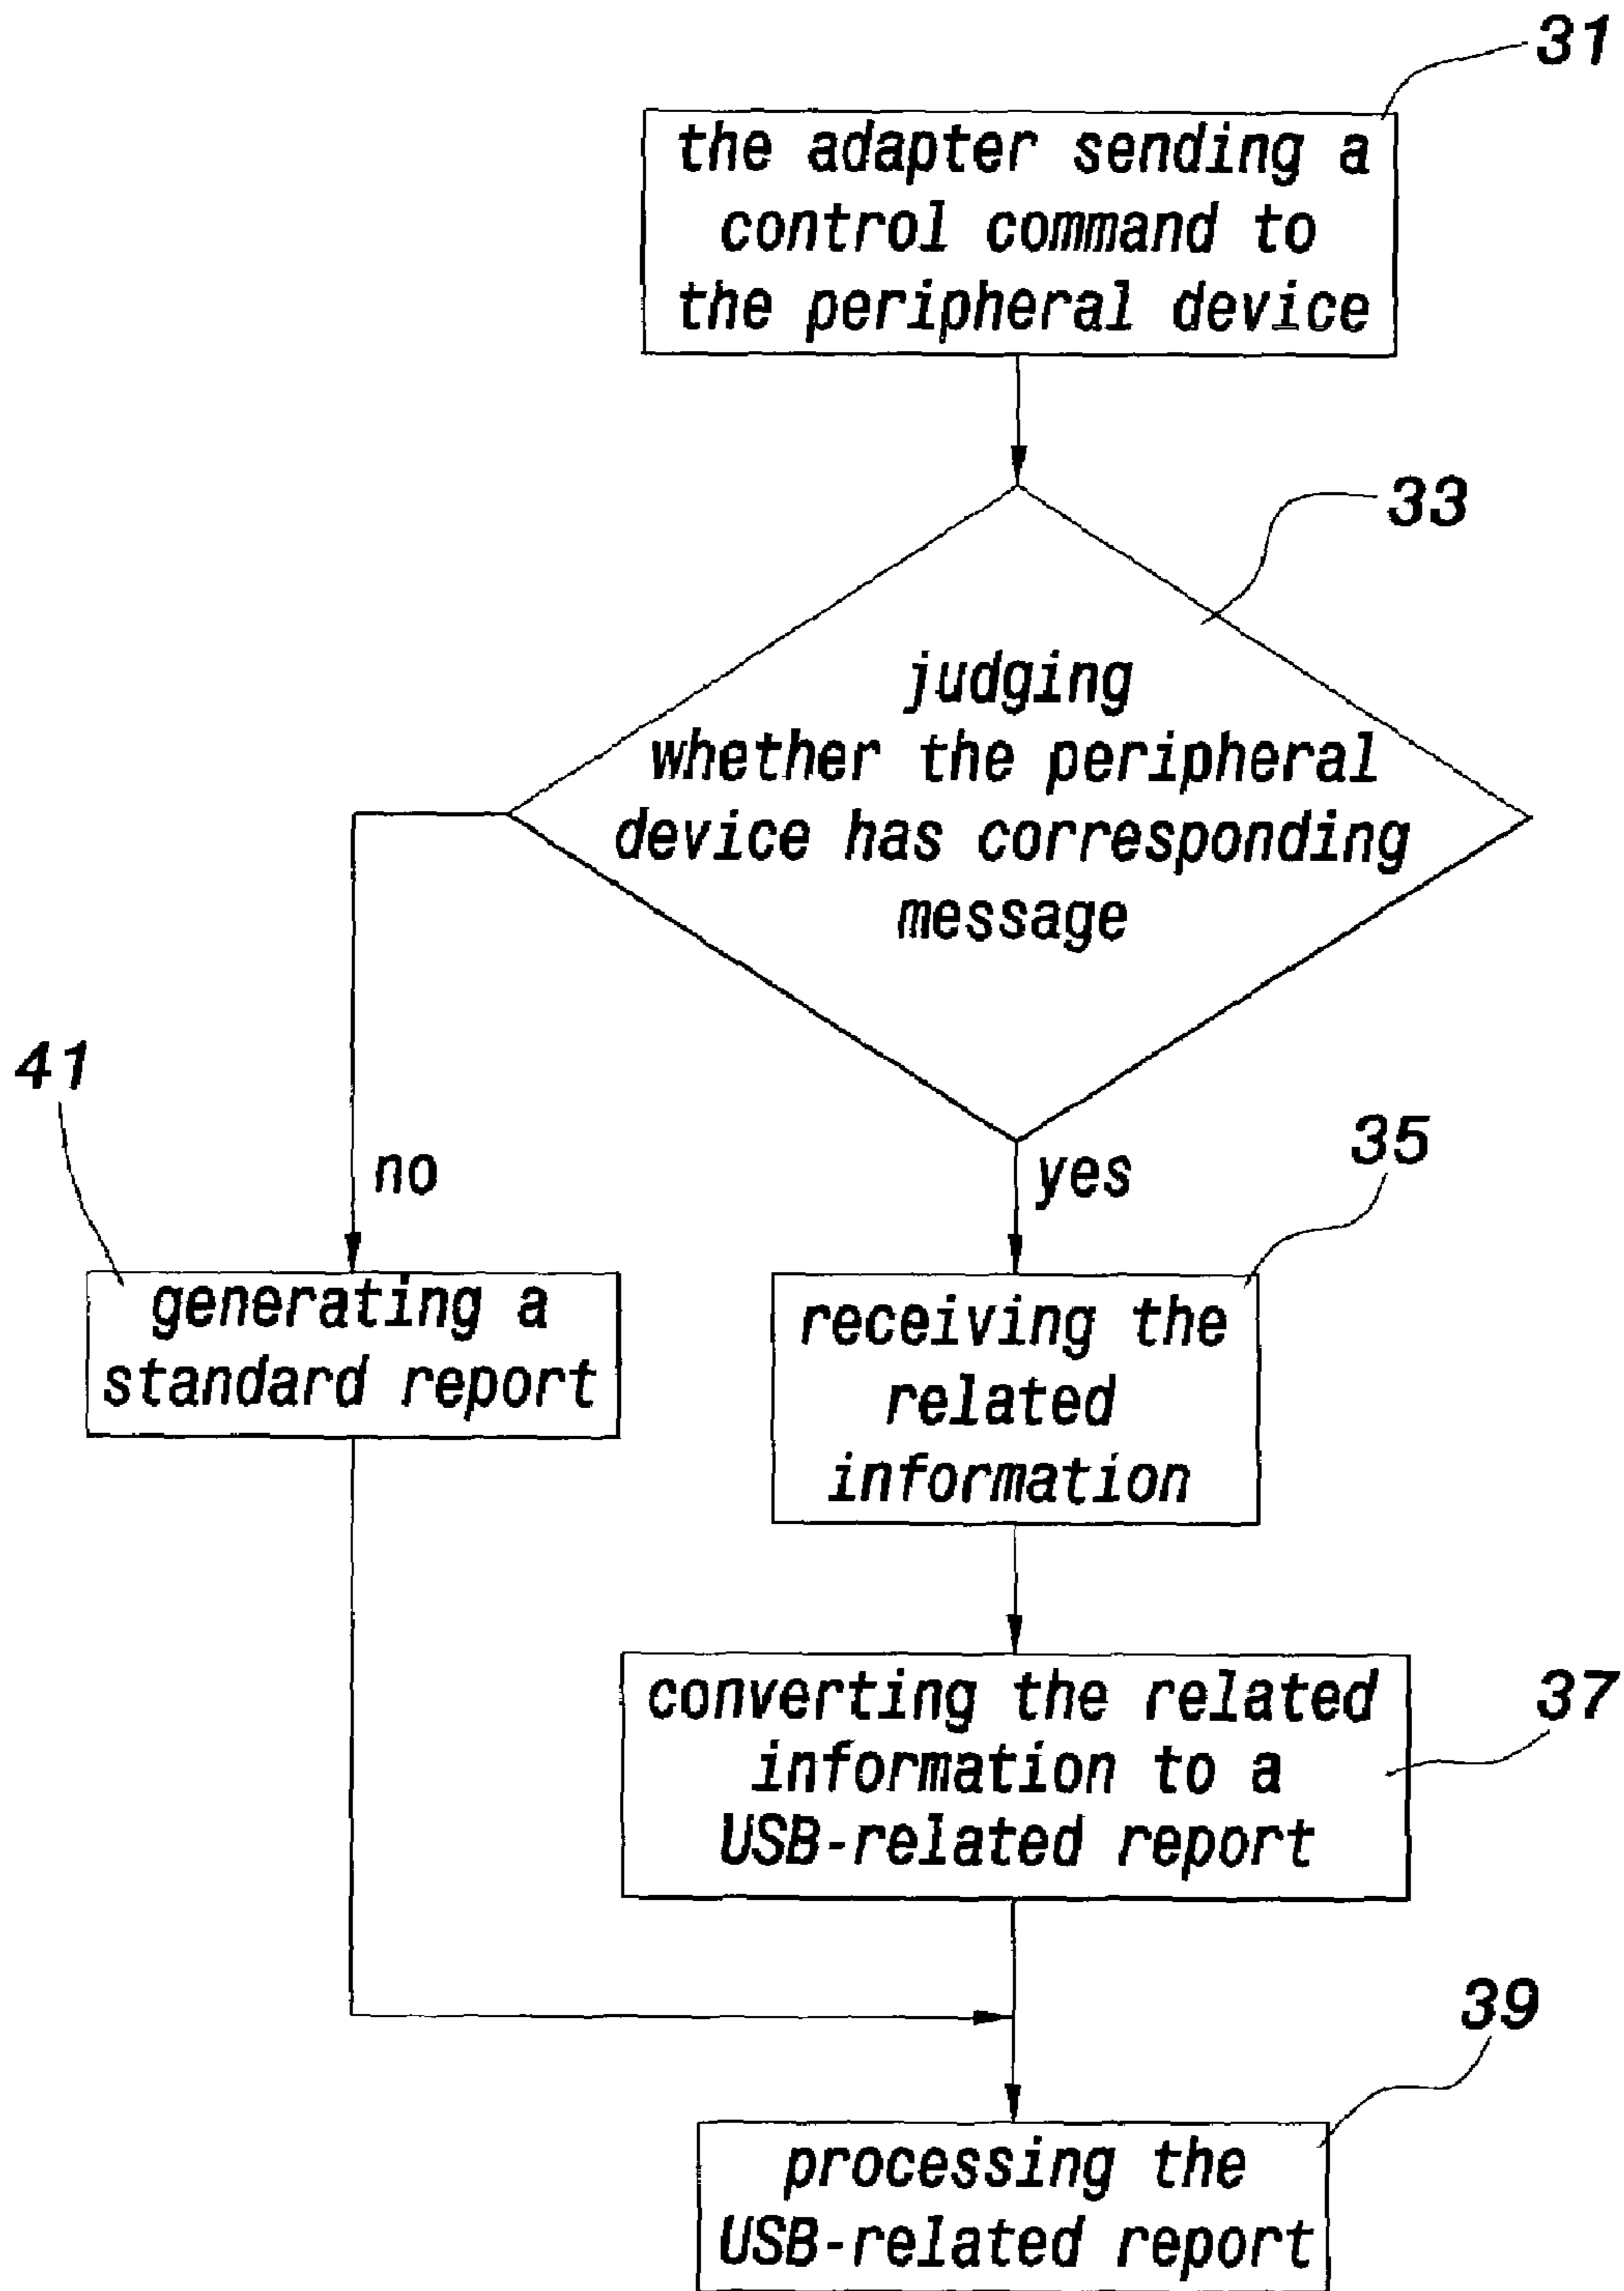 31
the adapter sending a
control command to
the peripheral device
33
judging
whether the peripheral
device has corresponding
message
41
no
yes
35
generating a
standard report
receiving the
related
information
converting the related
information to a
USB-related report
37
39
processing the
USB-related report